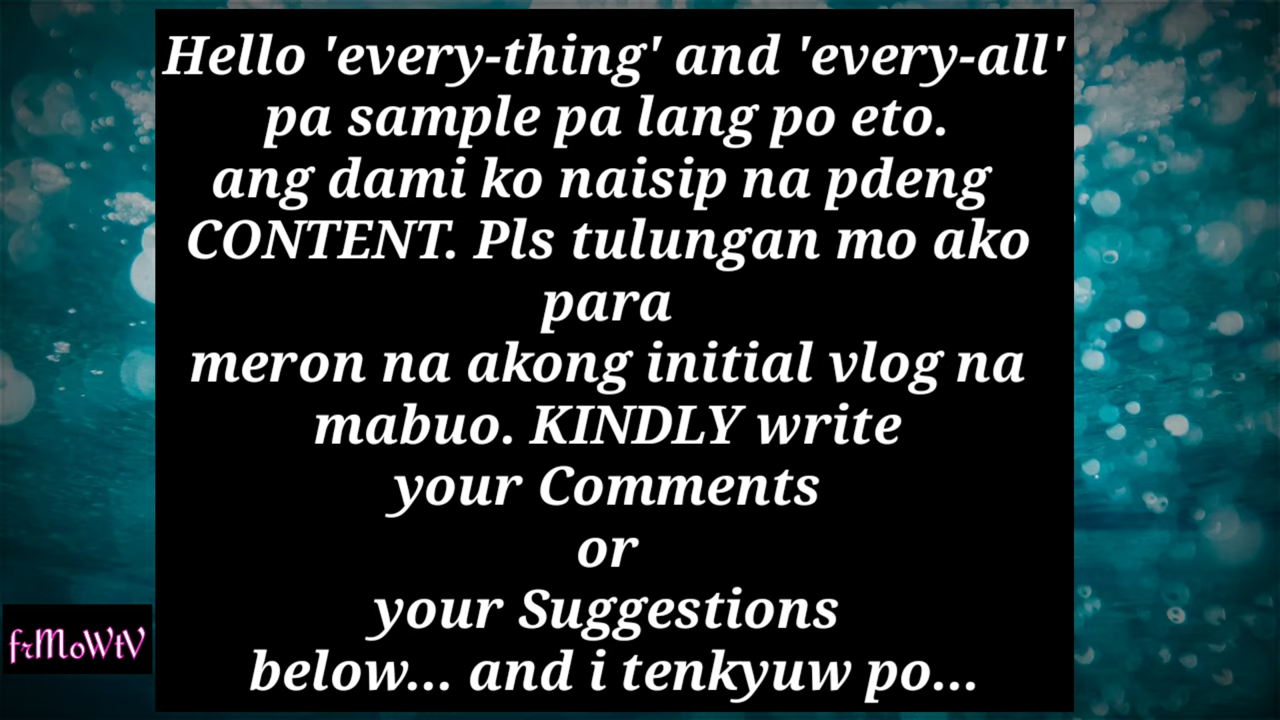 Hello 'every-thing' and 'every-all'
pa sample pa lang po eto.
ang dami ko naisip na pdeng
CONTENT. Pls tulungan mo ako
para
meron na akong initial vlog na
mabuo. KINDLY write
your Comments
or
your Suggestions
below... and i tenkyuw po...
frMoWtV